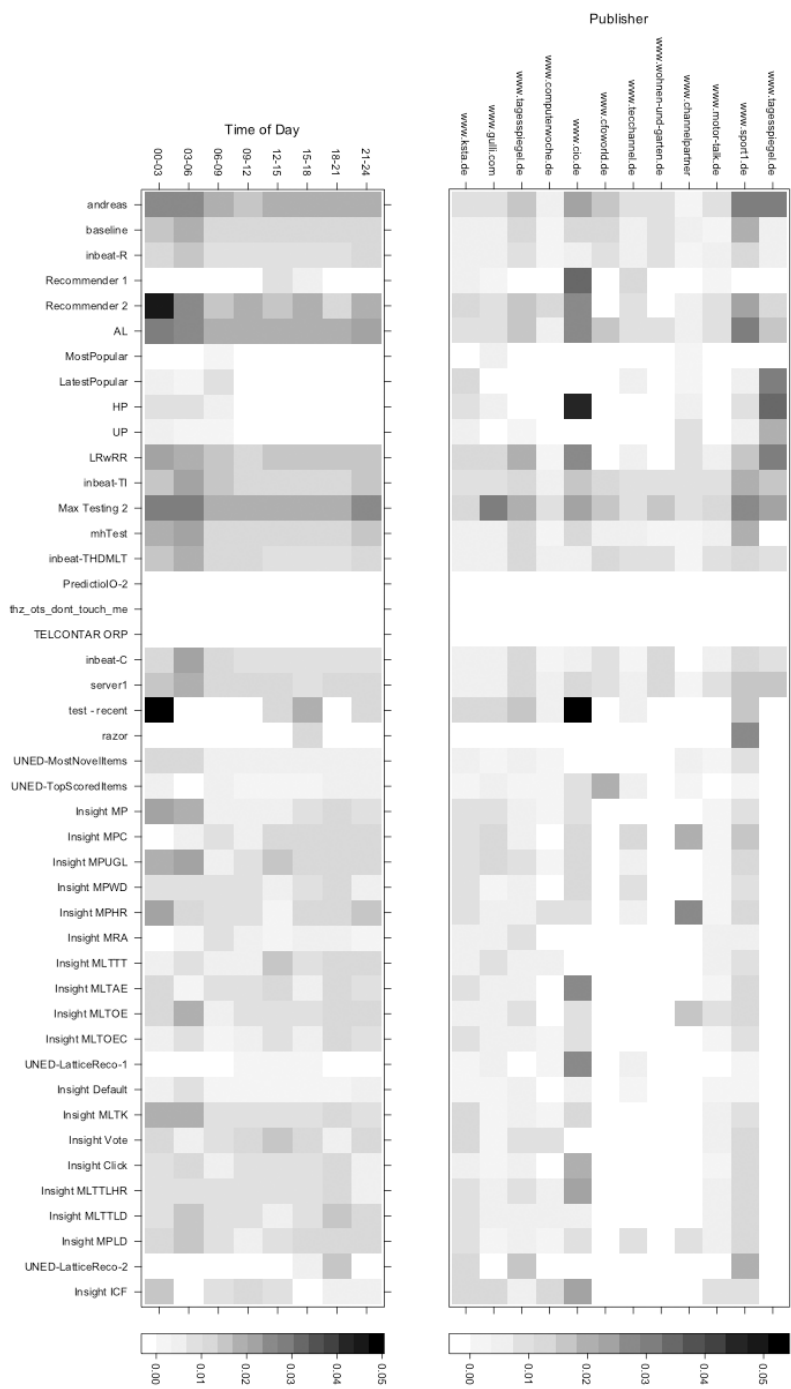 Publisher
www.ksta.de
www.gulli.com
www.tagesspiegel.de
www.computerwoche.de
www.cio.de
www.cfoworld.de
www.tecchannel.de
www.wohnen-und-garten.de
www.channelpartner
www.motor-talk.de
www.sport1.de
www.tagesspiegel.de
Time of Day
00-03
03-06
06-09
09-12
12-15
15-18
18-21
21-24
andreas
baseline
inbeat-R
Recommender 1
Recommender 2
AL
MostPopular
LatestPopular
HP
UP
LRwRR
inbeat-TI
Max Testing 2
mhTest
inbeat-THDMLT
PredictioIO-2
thz_ots_dont_touch_me
TELCONTAR ORP
inbeat-C
server1
test - recent
razor
UNED-MostNovelItems
UNED-TopScoredItems
Insight MP
Insight MPC
Insight MPUGL
Insight MPWD
Insight MPHR
Insight MRA
Insight MLTTT
Insight MLTAE
Insight MLTOE
Insight MLTOEC
UNED-LatticeReco-1
Insight Default
Insight MLTK
Insight Vote
Insight Click
Insight MLTTLHR
Insight MLTTLD
Insight MPLD
UNED-LatticeReco-2
Insight ICF
0.00
0.01
0.02
0.03
0.04
0.05
0.00
0.01
0.02
0.03
0.04
0.05